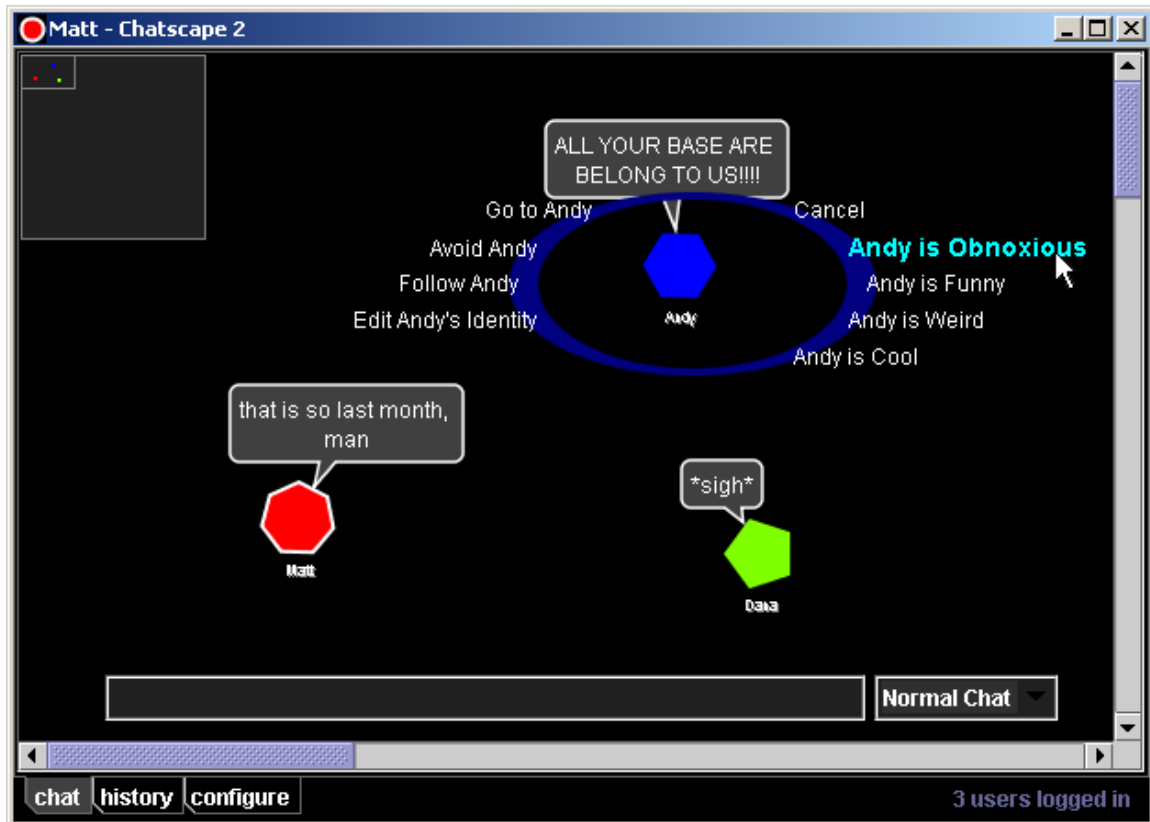 Matt - Chatscape 2
ALL YOUR BASE ARE
BELONG TO US!!!!
Go to Andy
Cancel
Avoid Andy
Andy is Obnoxious
Follow Andy
Andy is Funny
Edit Andy's Identity
Andy
Andy is Weird
Andy is Cool
that is so last month,
man
*sigh*
Matt
Dana
Normal Chat
chat
history
configure
3 users logged in